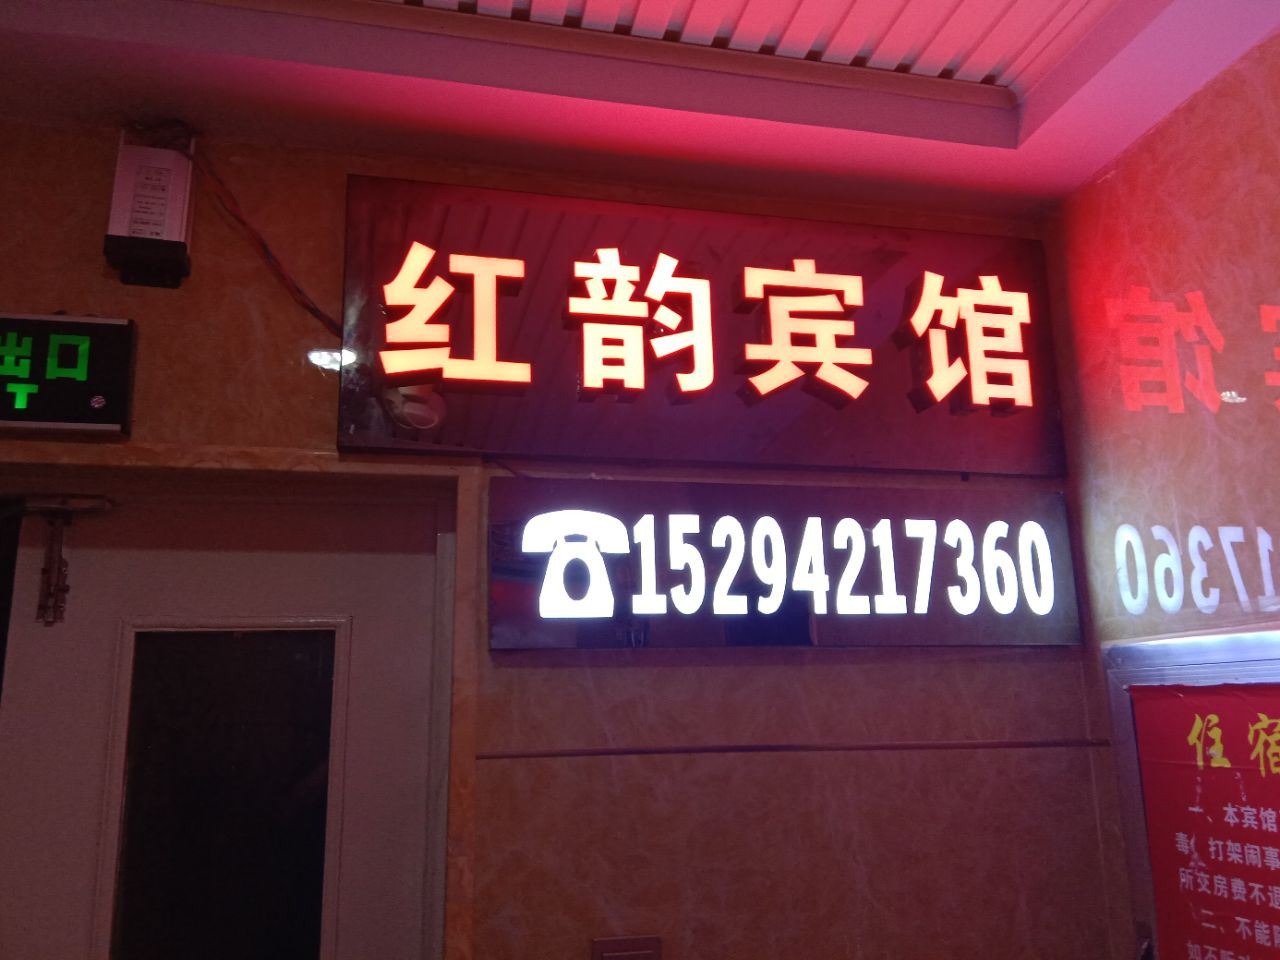 红韵宾馆
出口
15294217360
住宿
一、本宾馆
毒、打架闹事
所交房费不退
二、不能